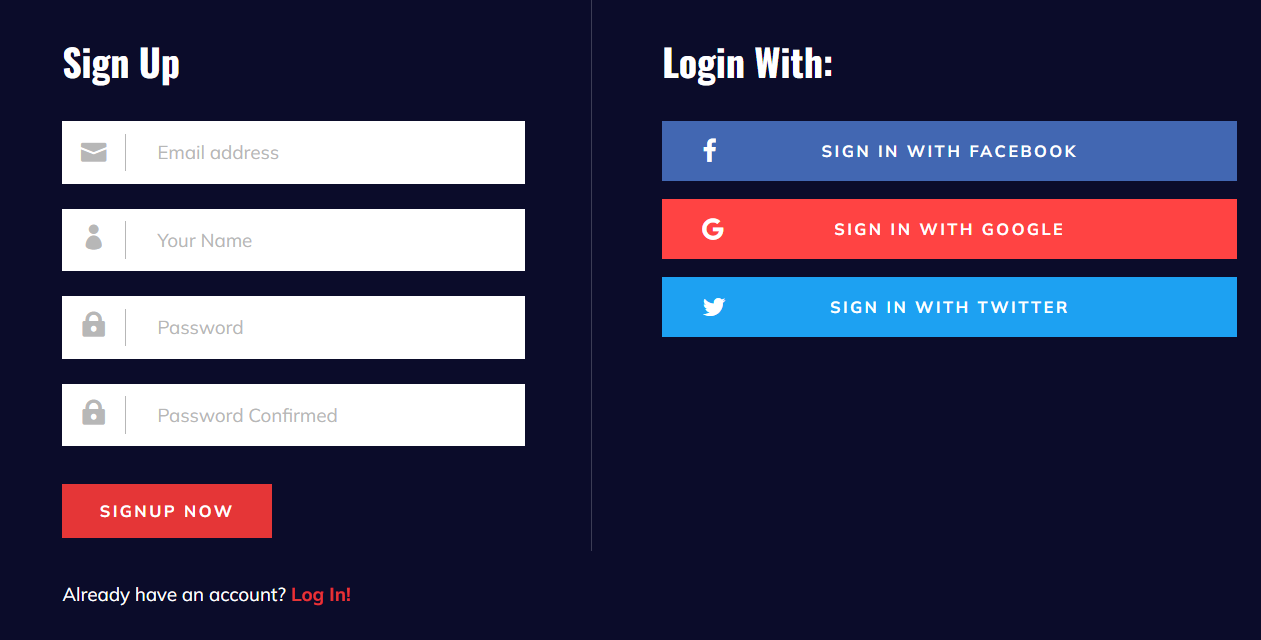 Sign Up
Email address
Your Name
Password
Password Confirmed
SIGNUP NOW
Already have an account? Log In!
Login With:
SIGN IN WITH FACEBOOK
SIGN IN WITH GOOGLE
SIGN IN WITH TWITTER